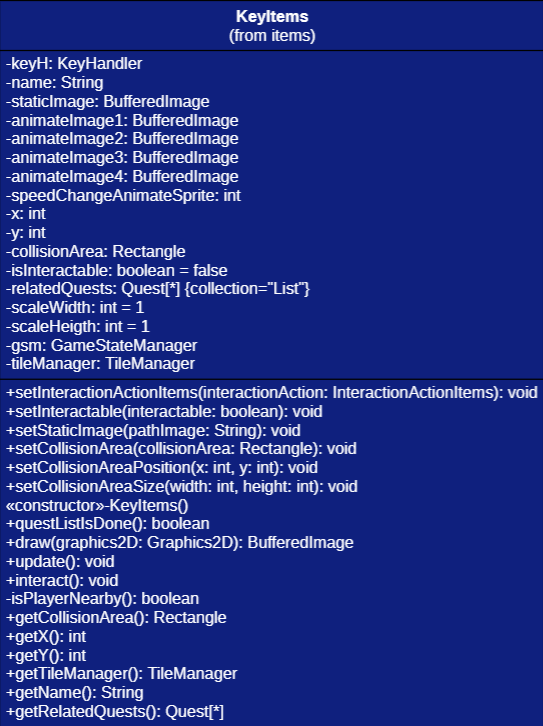 KeyItems
(from items)
-keyH: KeyHandler
-name: String
-staticImage: BufferedImage
-animateImage1: BufferedImage
-animateImage2: BufferedImage
-animateImage3: BufferedImage
-animateImage4: BufferedImage
-speedChangeAnimateSprite: int
-x: int
-y: int
-collisionArea: Rectangle
-isInteractable: boolean = false
-relatedQuests: Quest[*] {collection="List"}
-scaleWidth: int = 1
-scaleHeigth: int = 1
-gsm: GameStateManager
-tileManager: TileManager
+setInteractionActionItems(interactionAction: InteractionActionItems): void
+setInteractable(interactable: boolean): void
+setStaticImage(pathImage: String): void
+setCollisionArea(collisionArea: Rectangle): void
+setCollisionAreaPosition(x: int, y: int): void
+setCollisionAreaSize(width: int, height: int): void
«constructor»-KeyItems()
+questListIsDone(): boolean
+draw(graphics2D: Graphics2D): BufferedImage
+update(): void
+interact(): void
-isPlayerNearby(): boolean
+getCollisionArea(): Rectangle
+getX(): int
+getY(): int
+getTileManager(): TileManager
+getName(): String
+getRelatedQuests(): Quest[*]